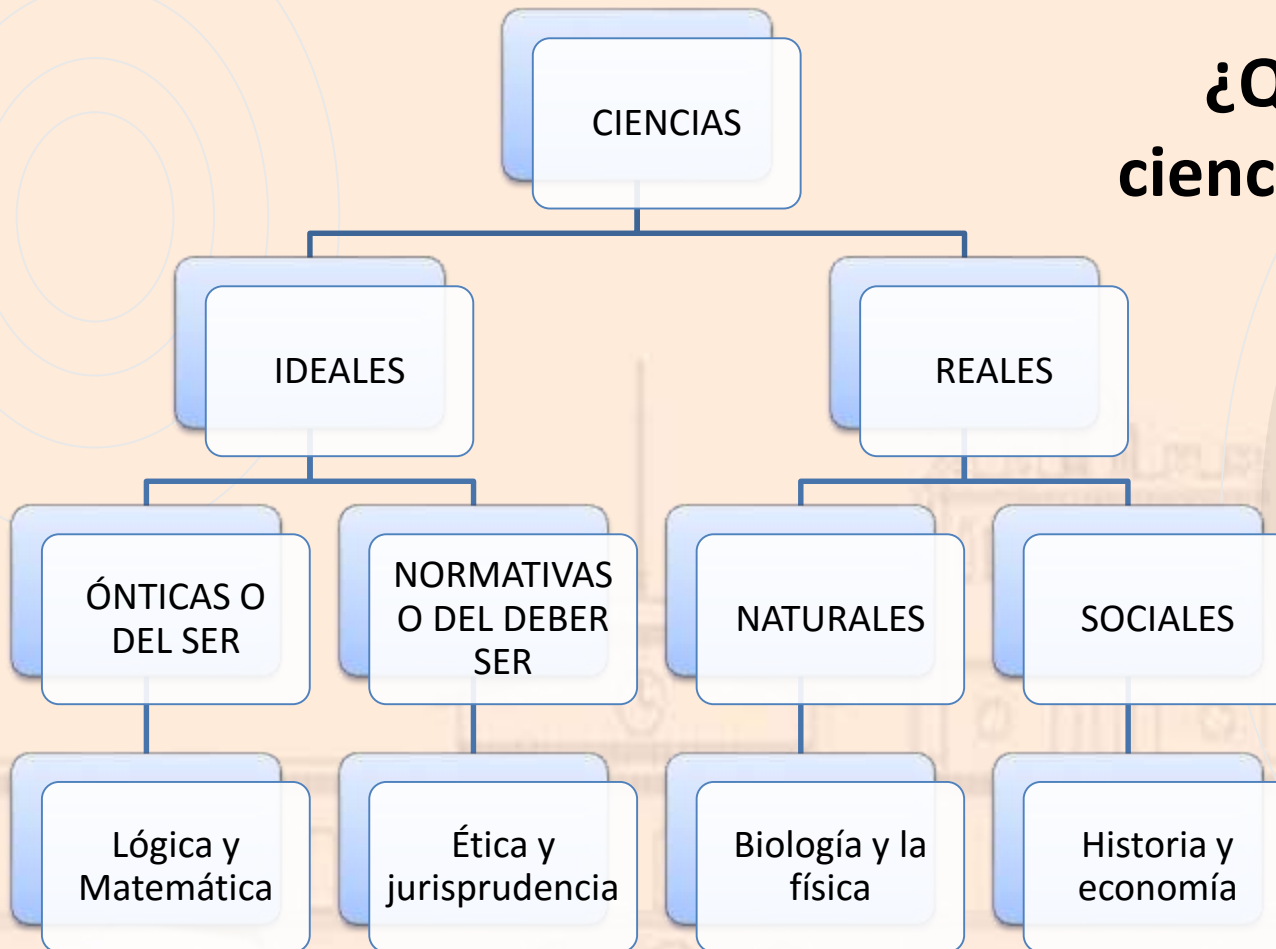 ¿Q
cienc
CIENCIAS
IDEALES
REALES
ÓNTICAS O
DEL SER
NORMATIVAS
O DEL DEBER
SER
NATURALES
SOCIALES
Lógica y
Matemática
Ética y
jurisprudencia
Biología y la
física
Historia y
economía